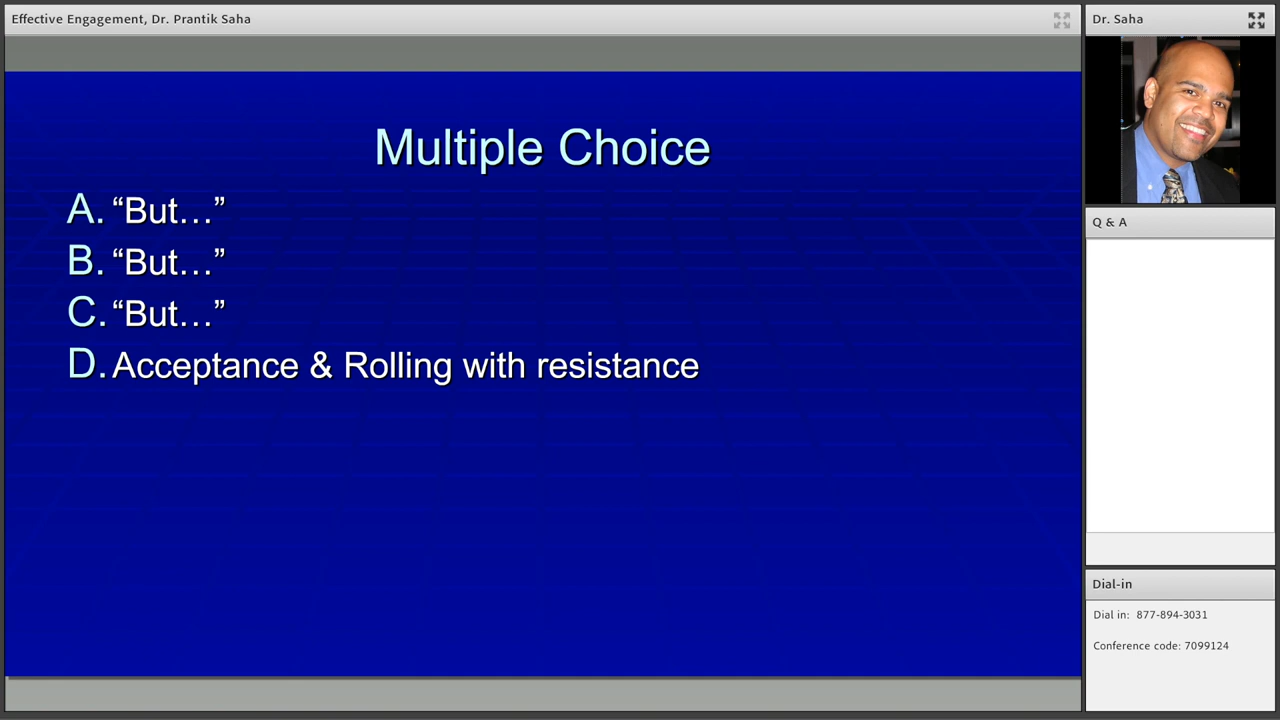 Effective Engagement, Dr. Prantik Saha
Multiple Choice
A. “But…”
B. “But…”
C. “But…”
D. Acceptance & Rolling with resistance
Dr. Saha
Q & A
Dial-in
Dial in: 877-894-3031
Conference code: 7099124